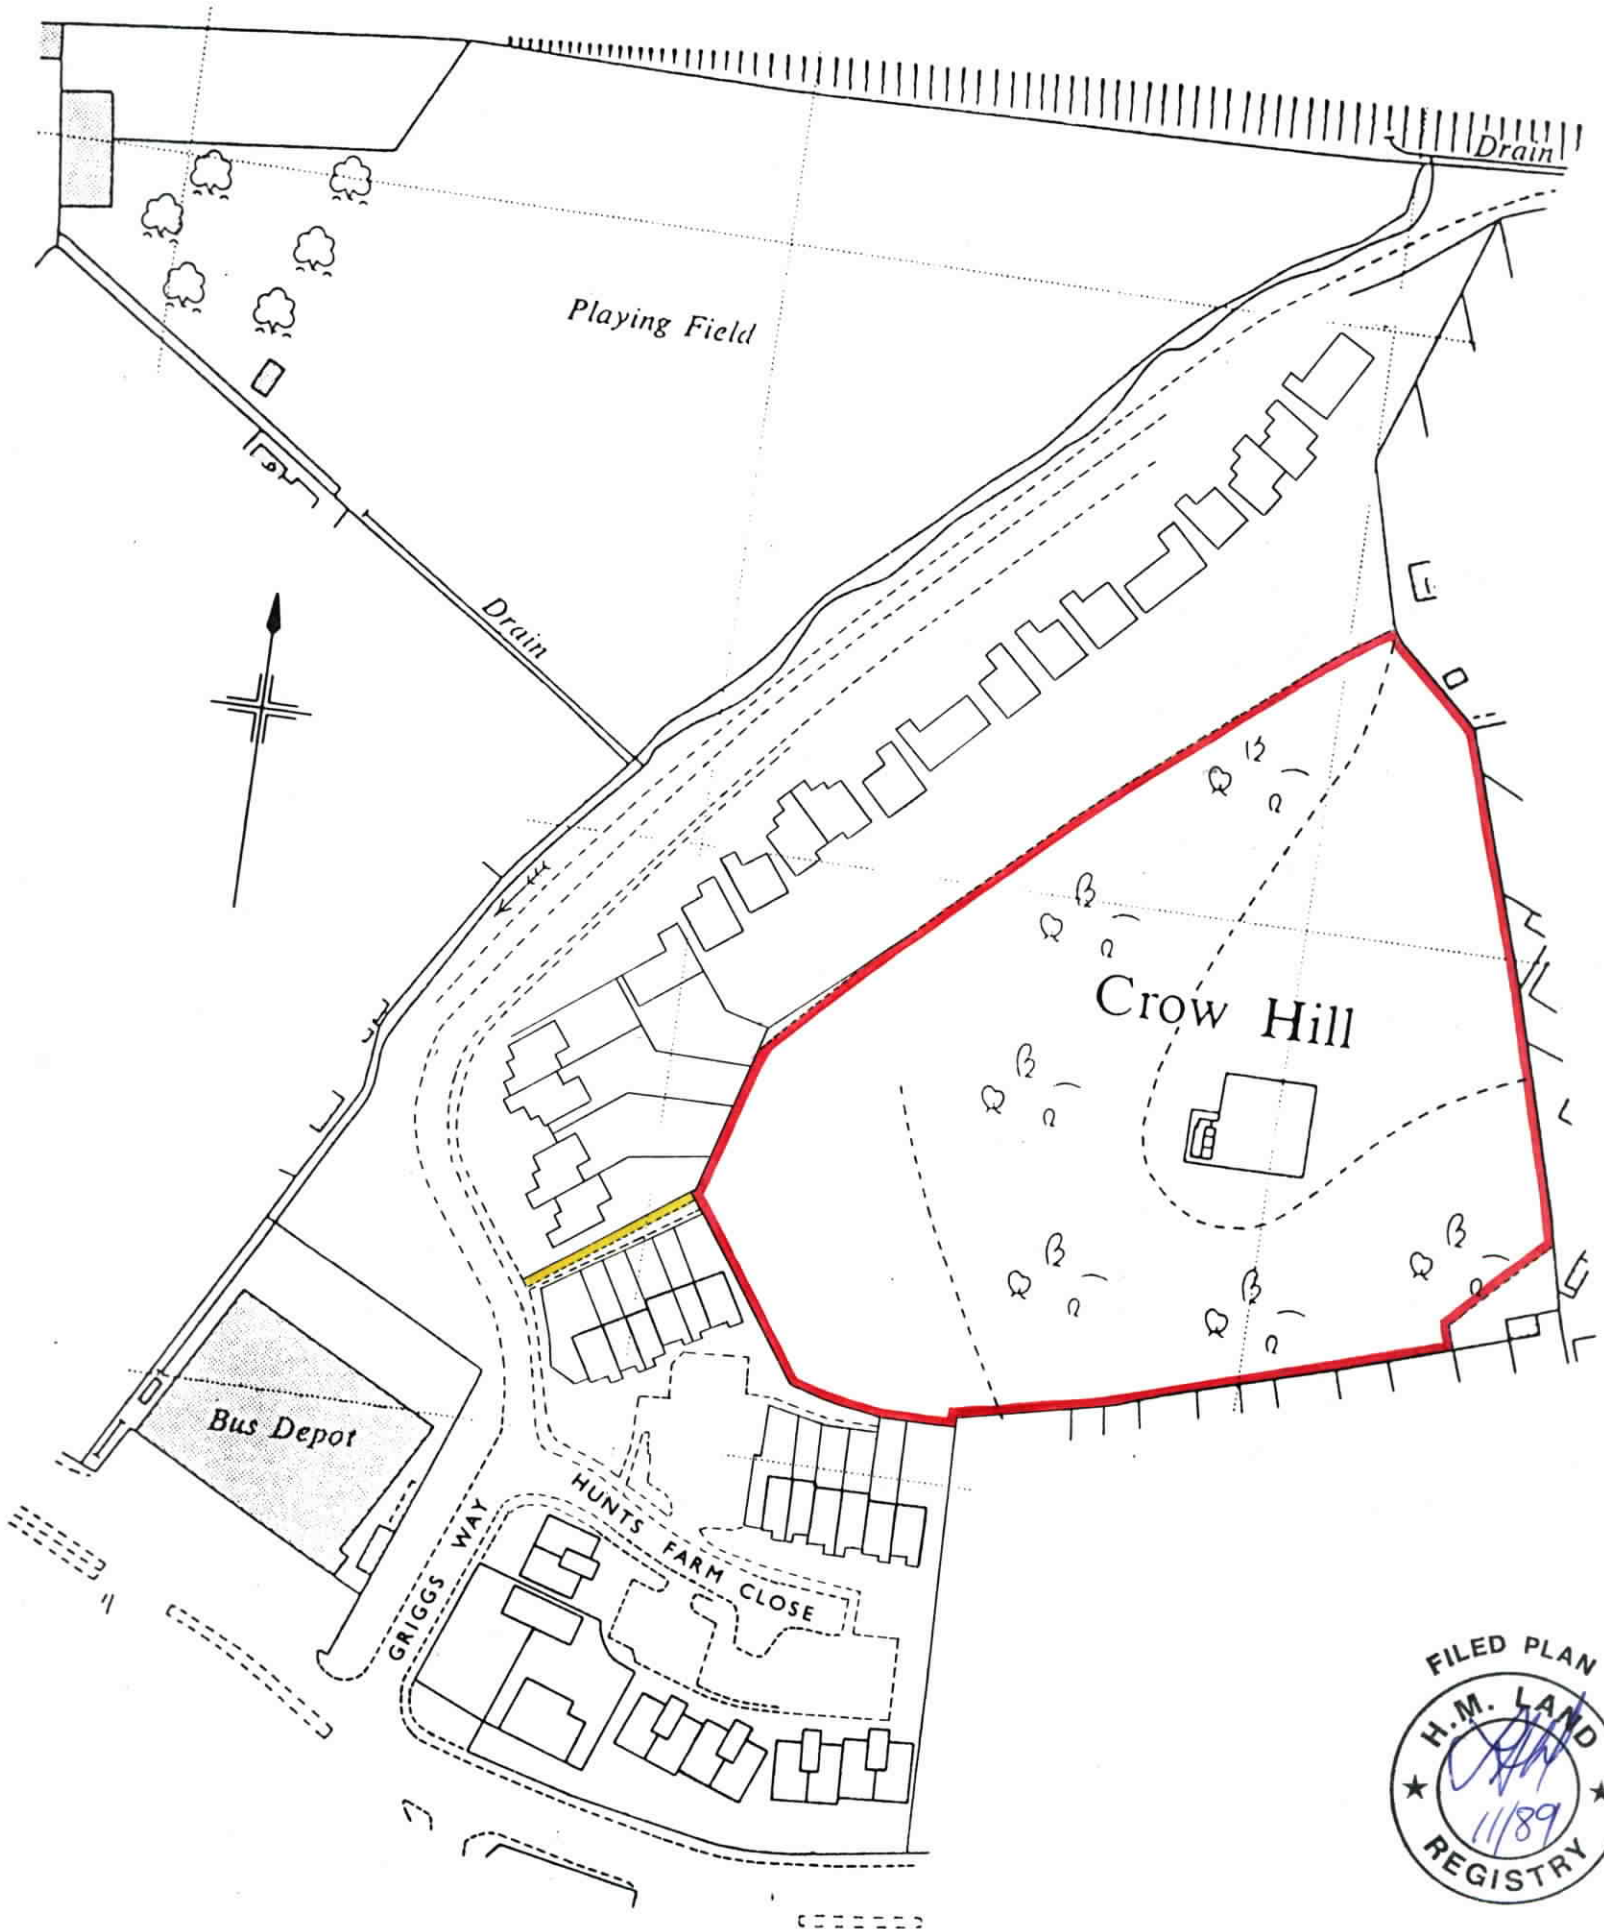 Drain
Playing Field
Drain
Crow Hill
Bus Depot
GRIGGS WAY
HUNTS FARM CLOSE
FILED PLAN
H.M. LAND
REGISTRY
11/89